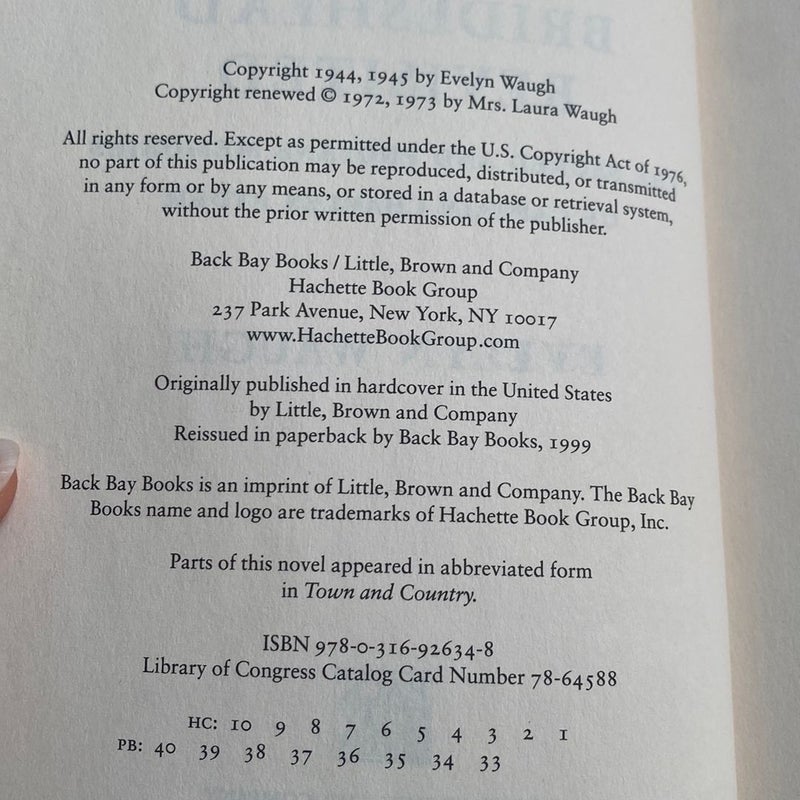 Copyright 1944, 1945 by Evelyn Waugh
Copyright renewed © 1972, 1973 by Mrs. Laura Waugh
All rights reserved. Except as permitted under the U.S. Copyright Act of 1976,
no part of this publication may be reproduced, distributed, or transmitted
in any form or by any means, or stored in a database or retrieval system,
without the prior written permission of the publisher.
Back Bay Books / Little, Brown and Company
Hachette Book Group
237 Park Avenue, New York, NY 10017
www.HachetteBookGroup.com
Originally published in hardcover in the United States
by Little, Brown and Company
Reissued in paperback by Back Bay Books, 1999
Back Bay Books is an imprint of Little, Brown and Company. The Back Bay
Books name and logo are trademarks of Hachette Book Group, Inc.
Parts of this novel appeared in abbreviated form
in Town and Country.
ISBN 978-0-316-92634-8
Library of Congress Catalog Card Number 78-64588
HC: 10 9 8 7 6 5 4 3 2 1
PB: 40 39 38 37 36 35 34 33